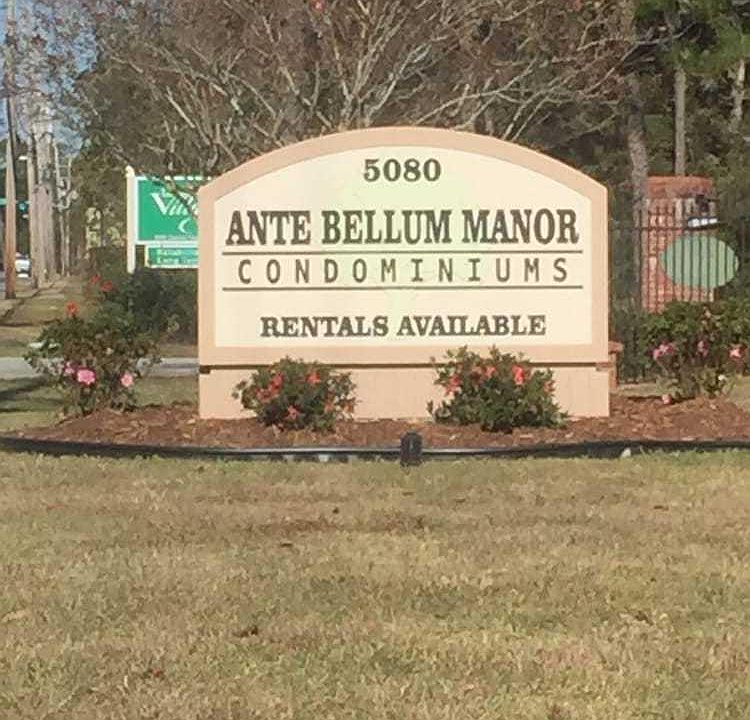 5080
ANTE BELLUM MANOR
CONDOMINIUMS
RENTALS AVAILABLE